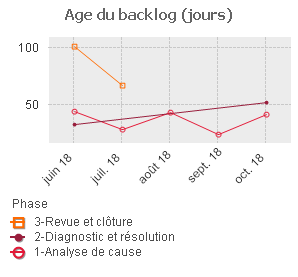 Age du backlog (jours)
100
50
juin 18
juil. 18
août 18
sept. 18
oct. 18
Phase
3-Revue et clôture
2-Diagnostic et résolution
1-Analyse de cause